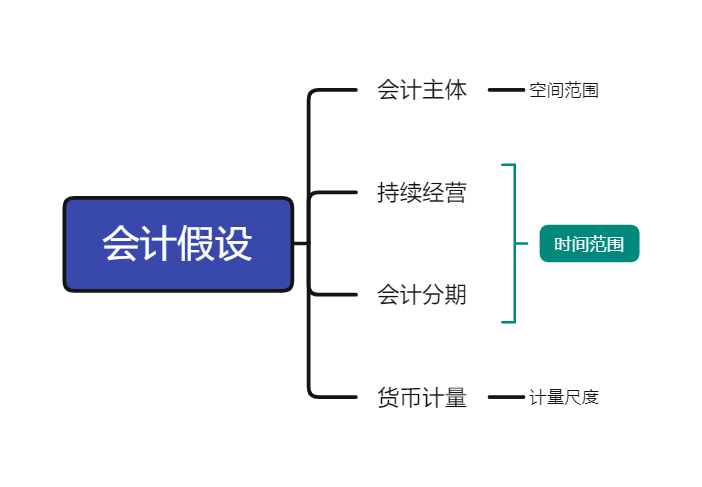 会计假设
会计主体
空间范围
持续经营
会计分期
时间范围
货币计量
计量尺度